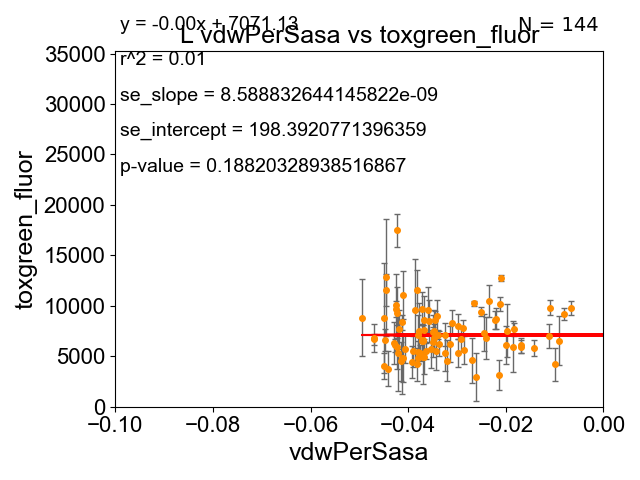 y = -0.00x + 7071.13
N = 144
L vdwPerSasa vs toxgreen_fluor
r^2 = 0.01
se_slope = 8.588832644145822e-09
se_intercept = 198.3920771396359
p-value = 0.18820328938516867
toxgreen_fluor
35000
30000
25000
20000
15000
10000
5000
0
−0.10
−0.08
−0.06
−0.04
−0.02
0.00
vdwPerSasa